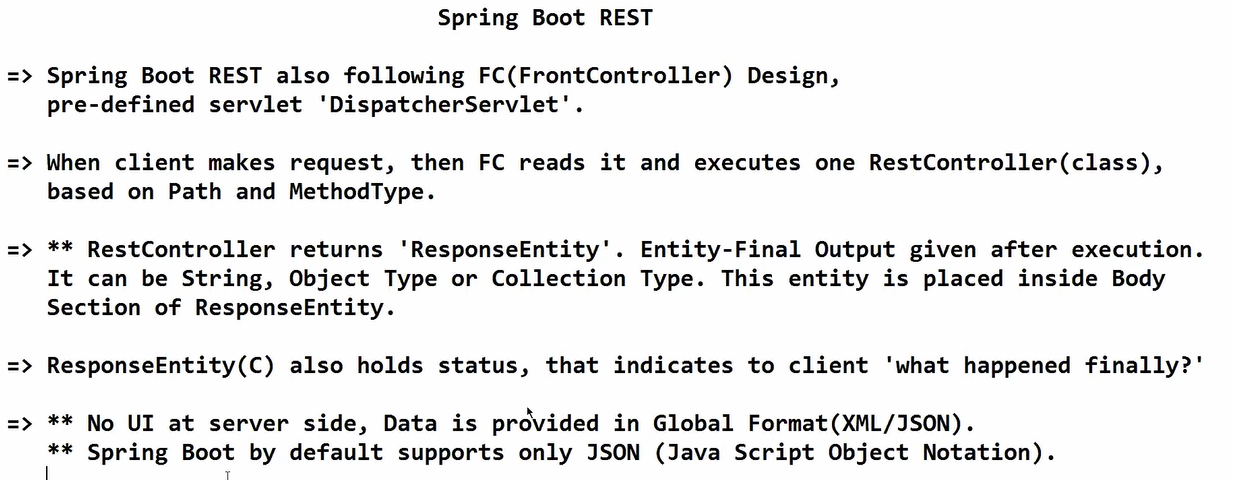 Spring Boot REST
=> Spring Boot REST also following FC(FrontController) Design,
pre-defined servlet 'DispatcherServlet'.
=> When client makes request, then FC reads it and executes one RestController(class),
based on Path and MethodType.
=> ** RestController returns 'ResponseEntity'. Entity-Final Output given after execution.
It can be String, Object Type or Collection Type. This entity is placed inside Body
Section of ResponseEntity.
=> ResponseEntity(C) also holds status, that indicates to client 'what happened finally?'
=> ** No UI at server side, Data is provided in Global Format(XML/JSON).
** Spring Boot by default supports only JSON (Java Script Object Notation).